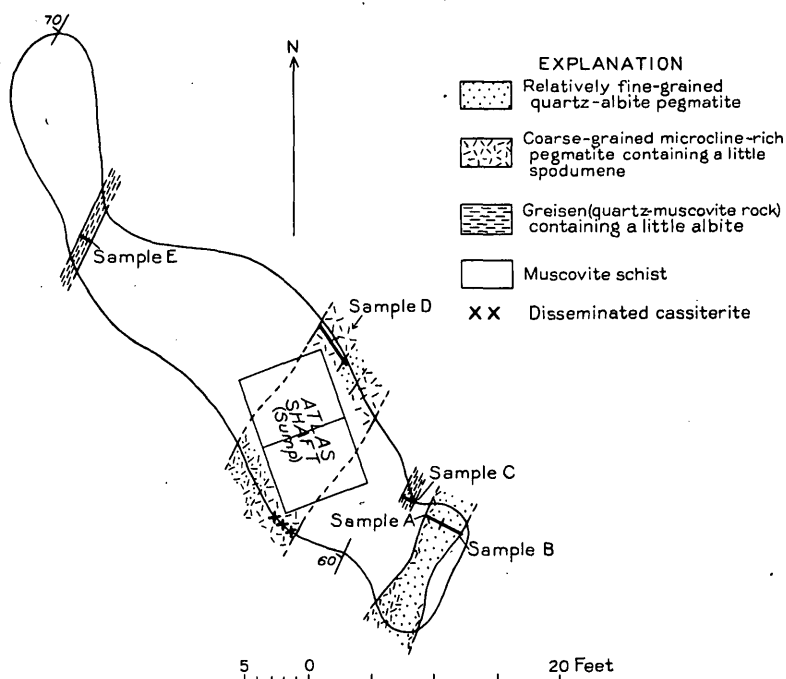 70
N
EXPLANATION
Relatively fine-grained
quartz-albite pegmatite
Coarse-grained microcline-rich
pegmatite containing a little
spodumene
Greisen(quartz-muscovite rock)
containing a little albite
Muscovite schist
XX Disseminated cassiterite
Sample E
Sample D
ATLAS
SHAFT
(Sump)
Sample C
Sample A
Sample B
60
5 0 20 Feet